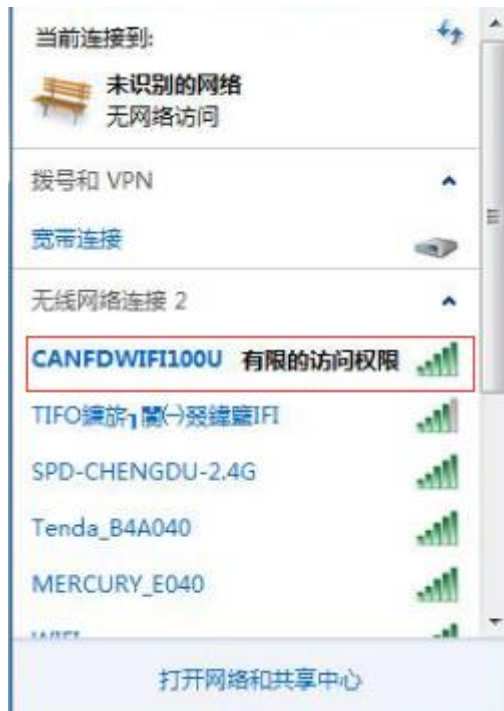 当前连接到:
未识别的网络
无网络访问
拨号和 VPN
宽带连接
无线网络连接 2
CANFDWIFI100U 有限的访问权限
SPD-CHENGDU-2.4G
Tenda_B4A040
MERCURY_E040
打开网络和共享中心